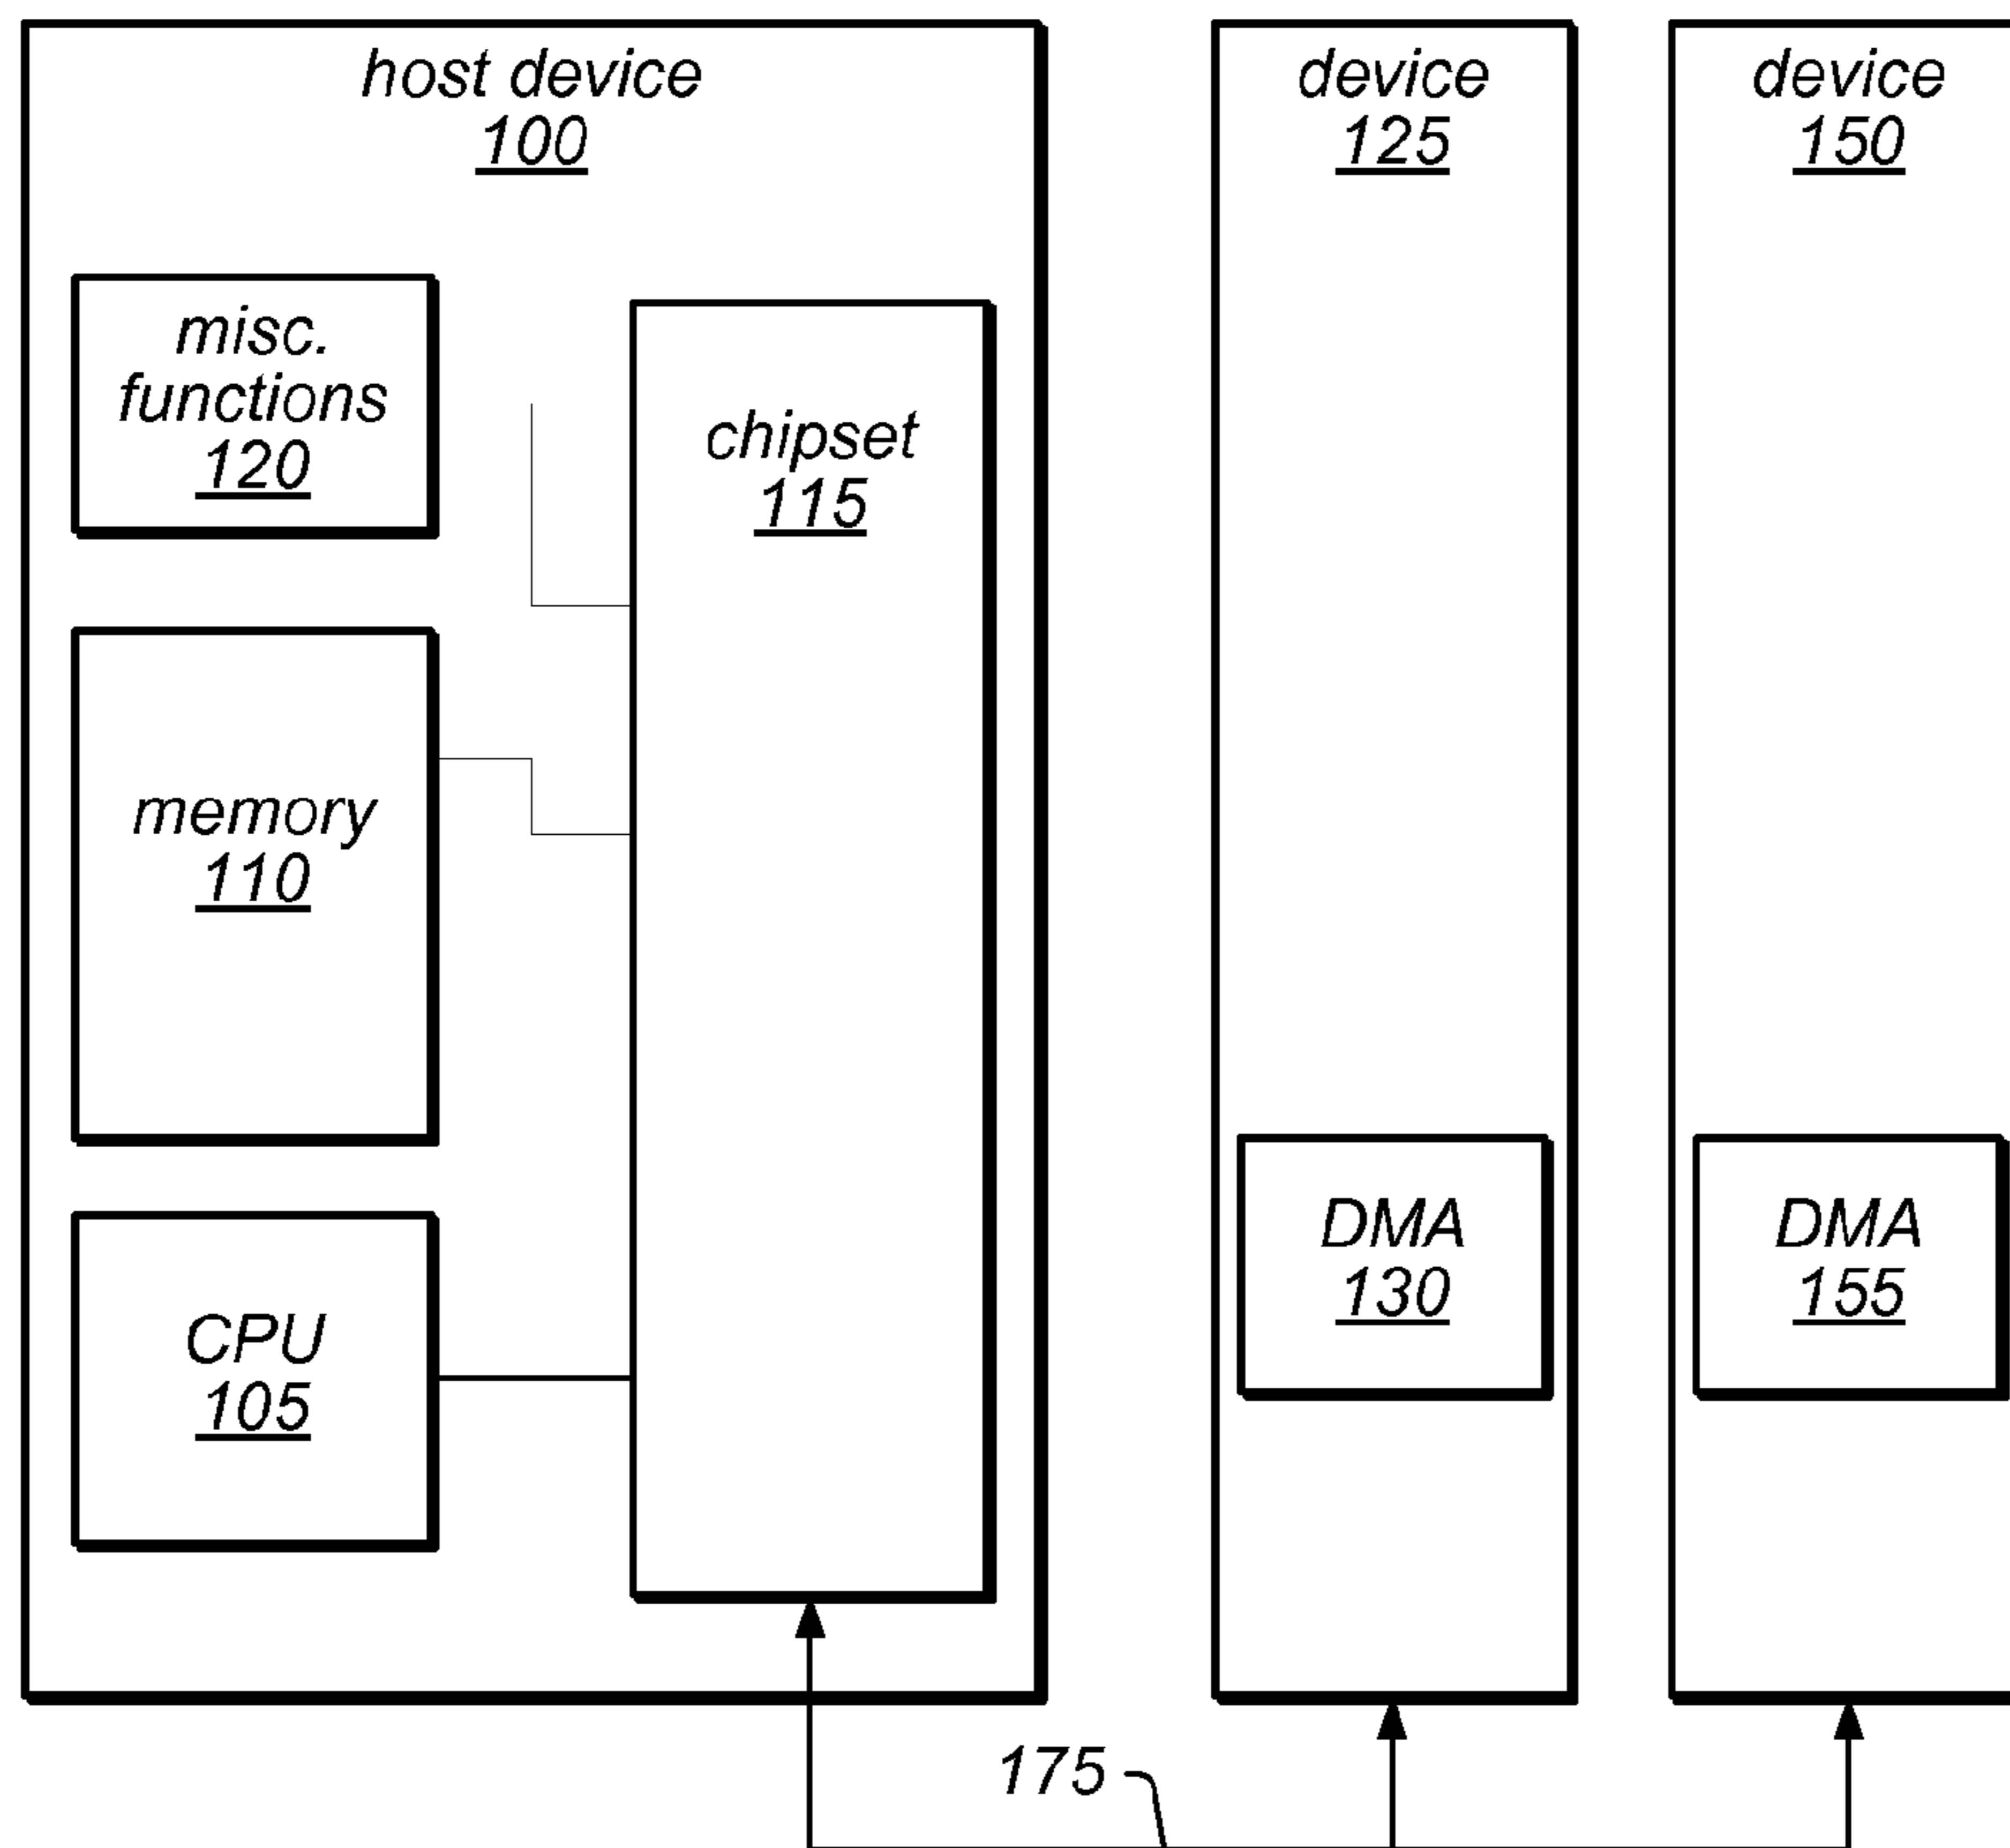 host device
100
misc.
functions
120
memory
110
CPU
105
chipset
115
device
125
DMA
130
device
150
DMA
155
175